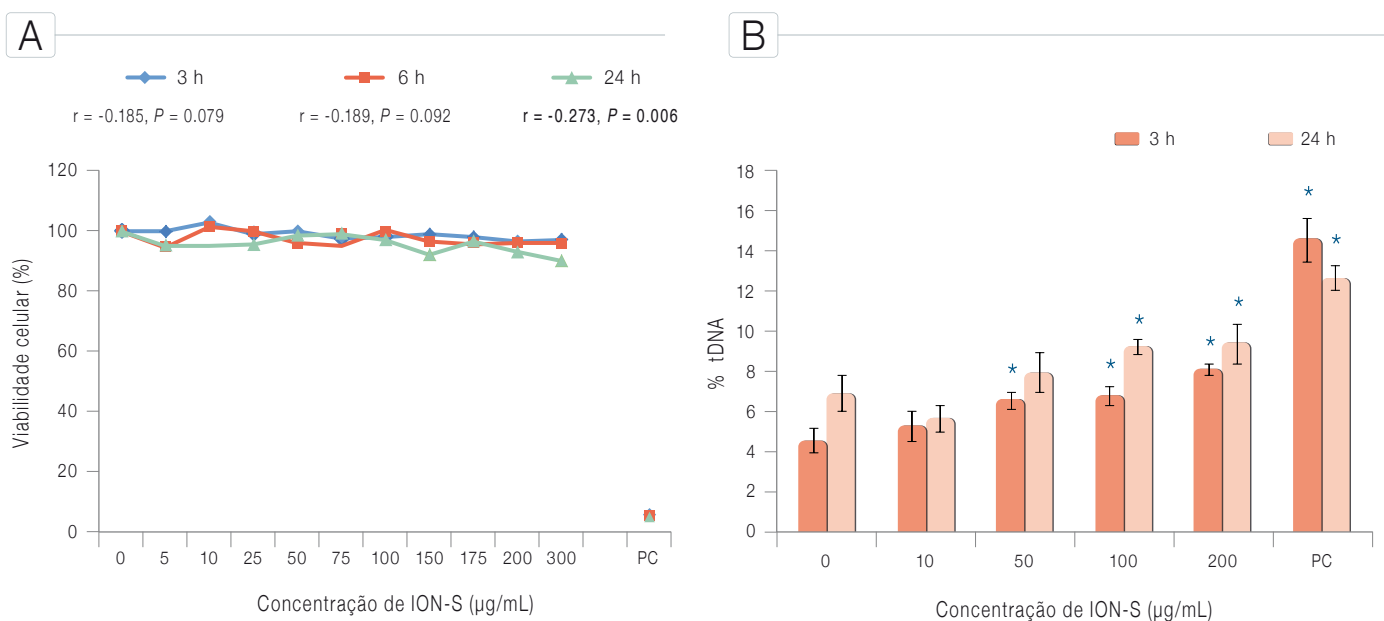 A
3 h 6 h 24 h
r = -0.185, P = 0.079 r = -0.189, P = 0.092 r = -0.273, P = 0.006
120
100
80
60
40
20
0
Viabilidade celular (%)
0 5 10 25 50 75 100 150 175 200 300 PC
Concentração de ION-S (µg/mL)
B
3 h 24 h
18
16
14
12
10
8
6
4
2
0
% tDNA
* * * * * * *
0 10 50 100 200 PC
Concentração de ION-S (µg/mL)